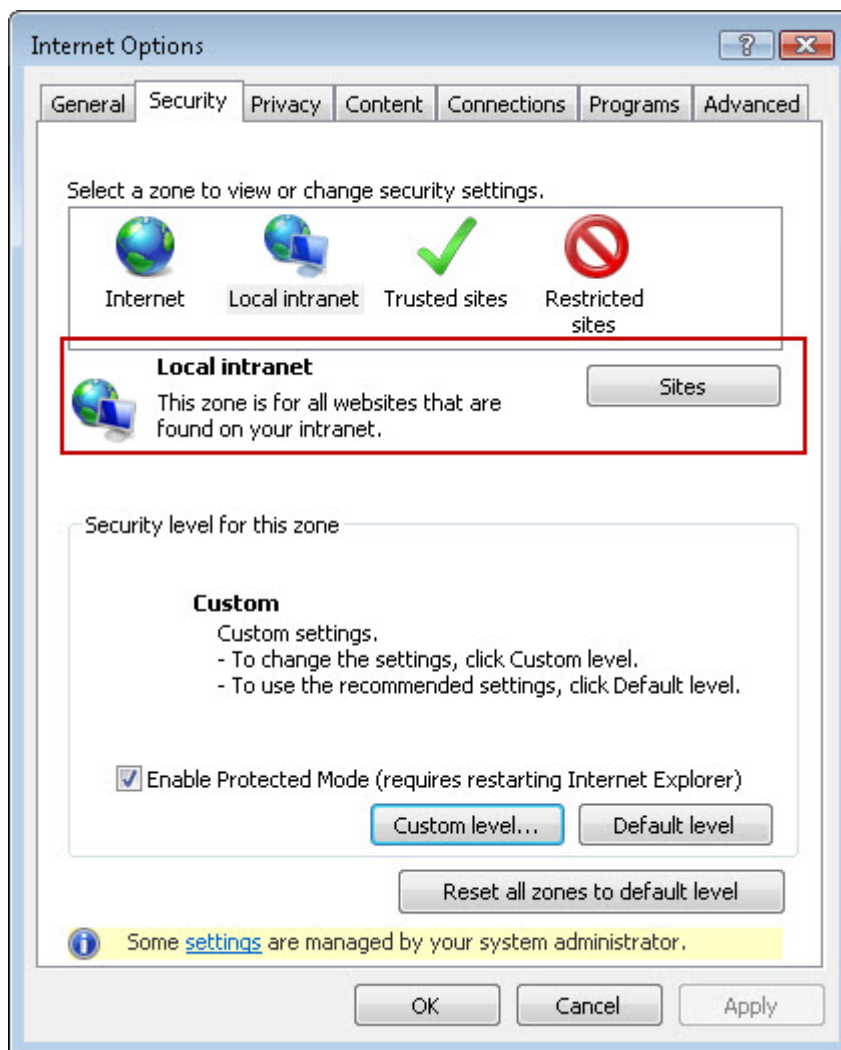 Internet Options
General Security Privacy Content Connections Programs Advanced
Select a zone to view or change security settings.
Internet Local intranet Trusted sites Restricted
sites
Local intranet
Sites
This zone is for all websites that are
found on your intranet.
Security level for this zone
Custom
Custom settings.
- To change the settings, click Custom level.
- To use the recommended settings, click Default level.
Enable Protected Mode (requires restarting Internet Explorer)
Custom level... Default level
Reset all zones to default level
Some settings are managed by your system administrator.
OK Cancel Apply